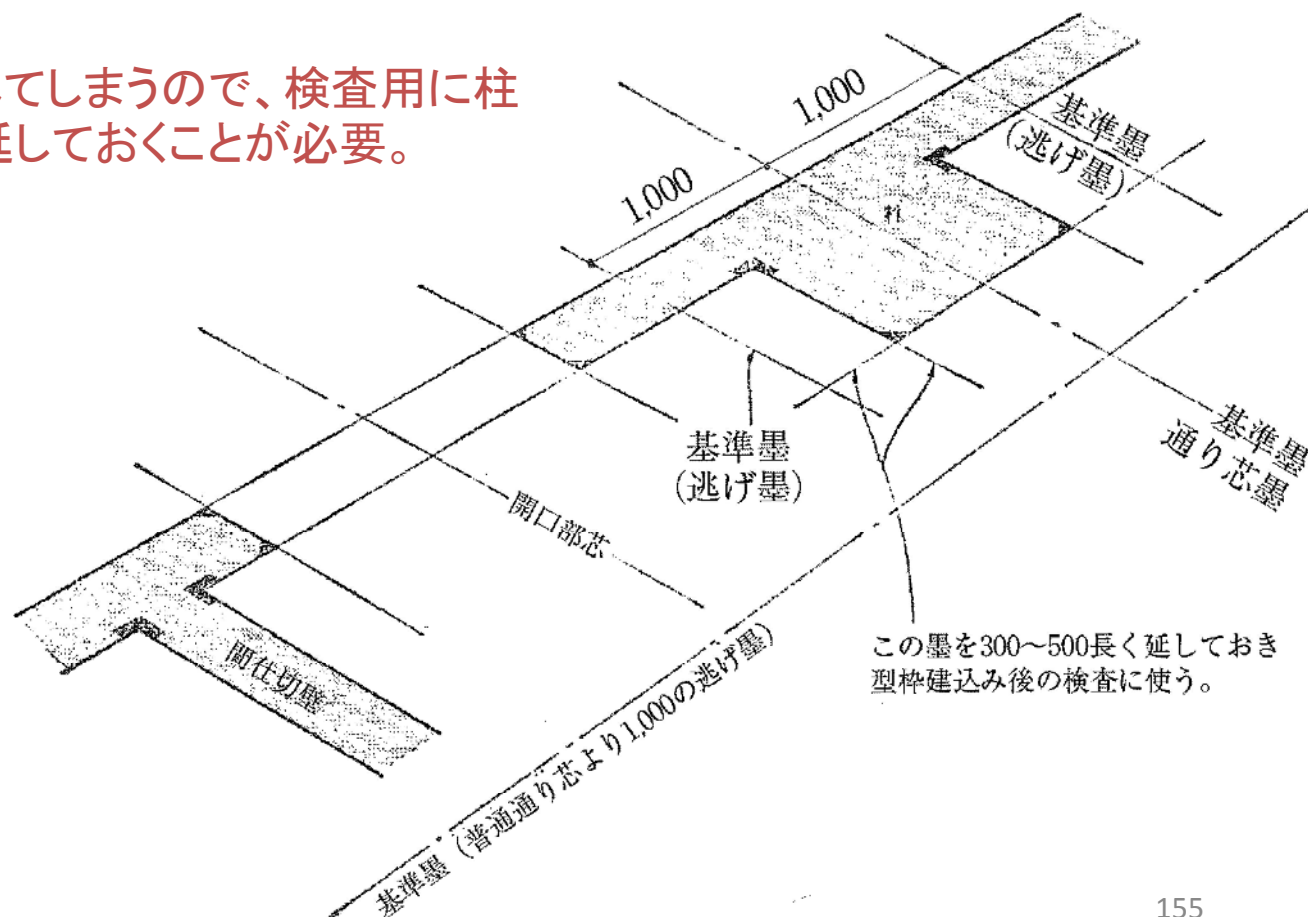 てしまうので、検査用に柱
延しておくことが必要。
1,000
1,000
基準墨
(逃げ墨)
柱
基準墨
(逃げ墨)
基準墨
通り芯墨
開口部芯
間仕切壁
この墨を300～500長く延しておき
型枠建込み後の検査に使う。
基準墨（普通通り芯より1,000の逃げ墨）
155